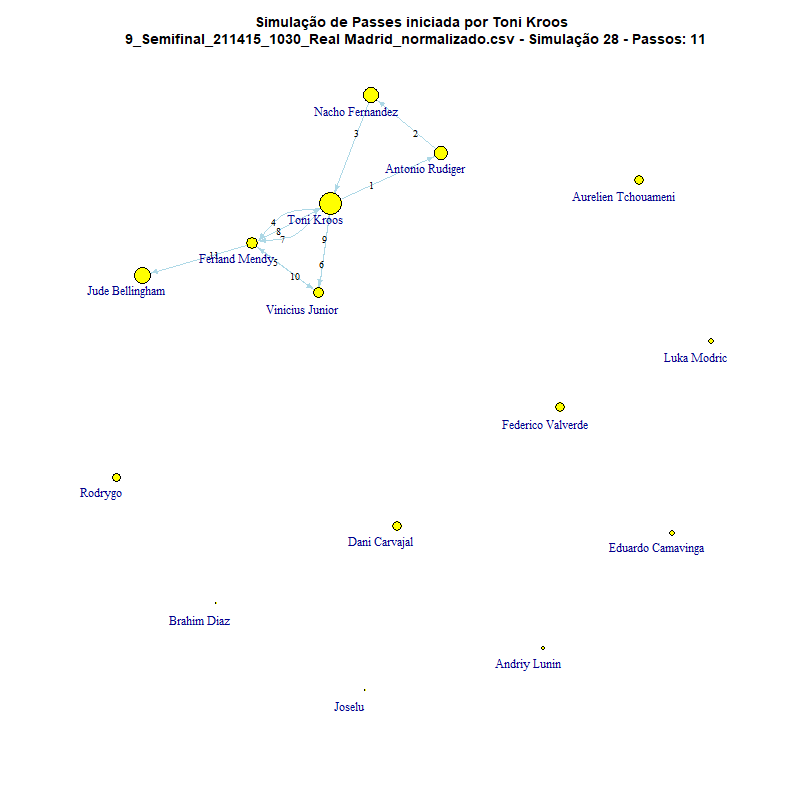 Simulação de Passes iniciada por Toni Kroos
9_Semifinal_211415_1030_Real Madrid_normalizado.csv - Simulação 28 - Passos: 11
Nacho Fernandez
3
2
Antonio Rudiger
1
Aurelien Tchouameni
Toni Kroos
4
8
7
9
11
Ferland Mendy
5
6
10
Jude Bellingham
Vinicius Junior
Luka Modric
Federico Valverde
Rodrygo
Dani Carvajal
Eduardo Camavinga
Brahim Diaz
Andriy Lunin
Joselu